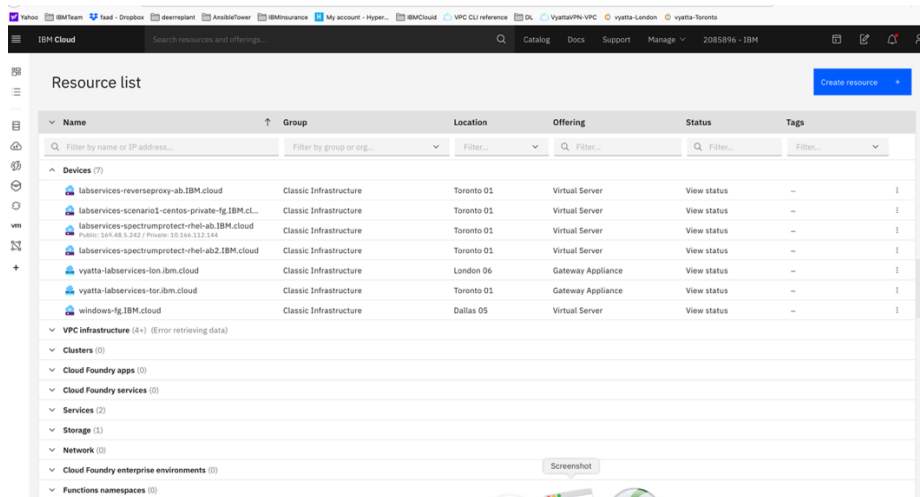 Yahoo IBMTeam faad - Dropbox deerreplant AnsibleTower IBMInsurance My account - Hyper... IBMClouid VPC CLI reference DL VyattaVPN-VPC vyatta-London vyatta-Toronto
IBM Cloud Search resources and offerings... Catalog Docs Support Manage 2085896 - IBM
Resource list
Create resource +
Name Group Location Offering Status Tags
Filter by name or IP address... Filter by group or org... Filter... Filter... Filter... Filter...
Devices (7)
labservices-reverseproxy-ab.IBM.cloud Classic Infrastructure Toronto 01 Virtual Server View status –
labservices-scenario1-centos-private-fg.IBM.cl... Classic Infrastructure Toronto 01 Virtual Server View status –
labservices-spectrumprotect-rhel-ab.IBM.cloud Classic Infrastructure Toronto 01 Virtual Server View status –
Public: 169.48.5.242 / Private: 10.166.112.144
labservices-spectrumprotect-rhel-ab2.IBM.cloud Classic Infrastructure Toronto 01 Virtual Server View status –
vyatta-labservices-lon.ibm.cloud Classic Infrastructure London 06 Gateway Appliance View status –
vm
vyatta-labservices-tor.ibm.cloud Classic Infrastructure Toronto 01 Gateway Appliance View status –
windows-fg.IBM.cloud Classic Infrastructure Dallas 05 Virtual Server View status –
VPC infrastructure (4+) (Error retrieving data)
Clusters (0)
Cloud Foundry apps (0)
Cloud Foundry services (0)
Services (2)
Storage (1)
Network (0)
Cloud Foundry enterprise environments (0)
Screenshot
Functions namespaces (0)